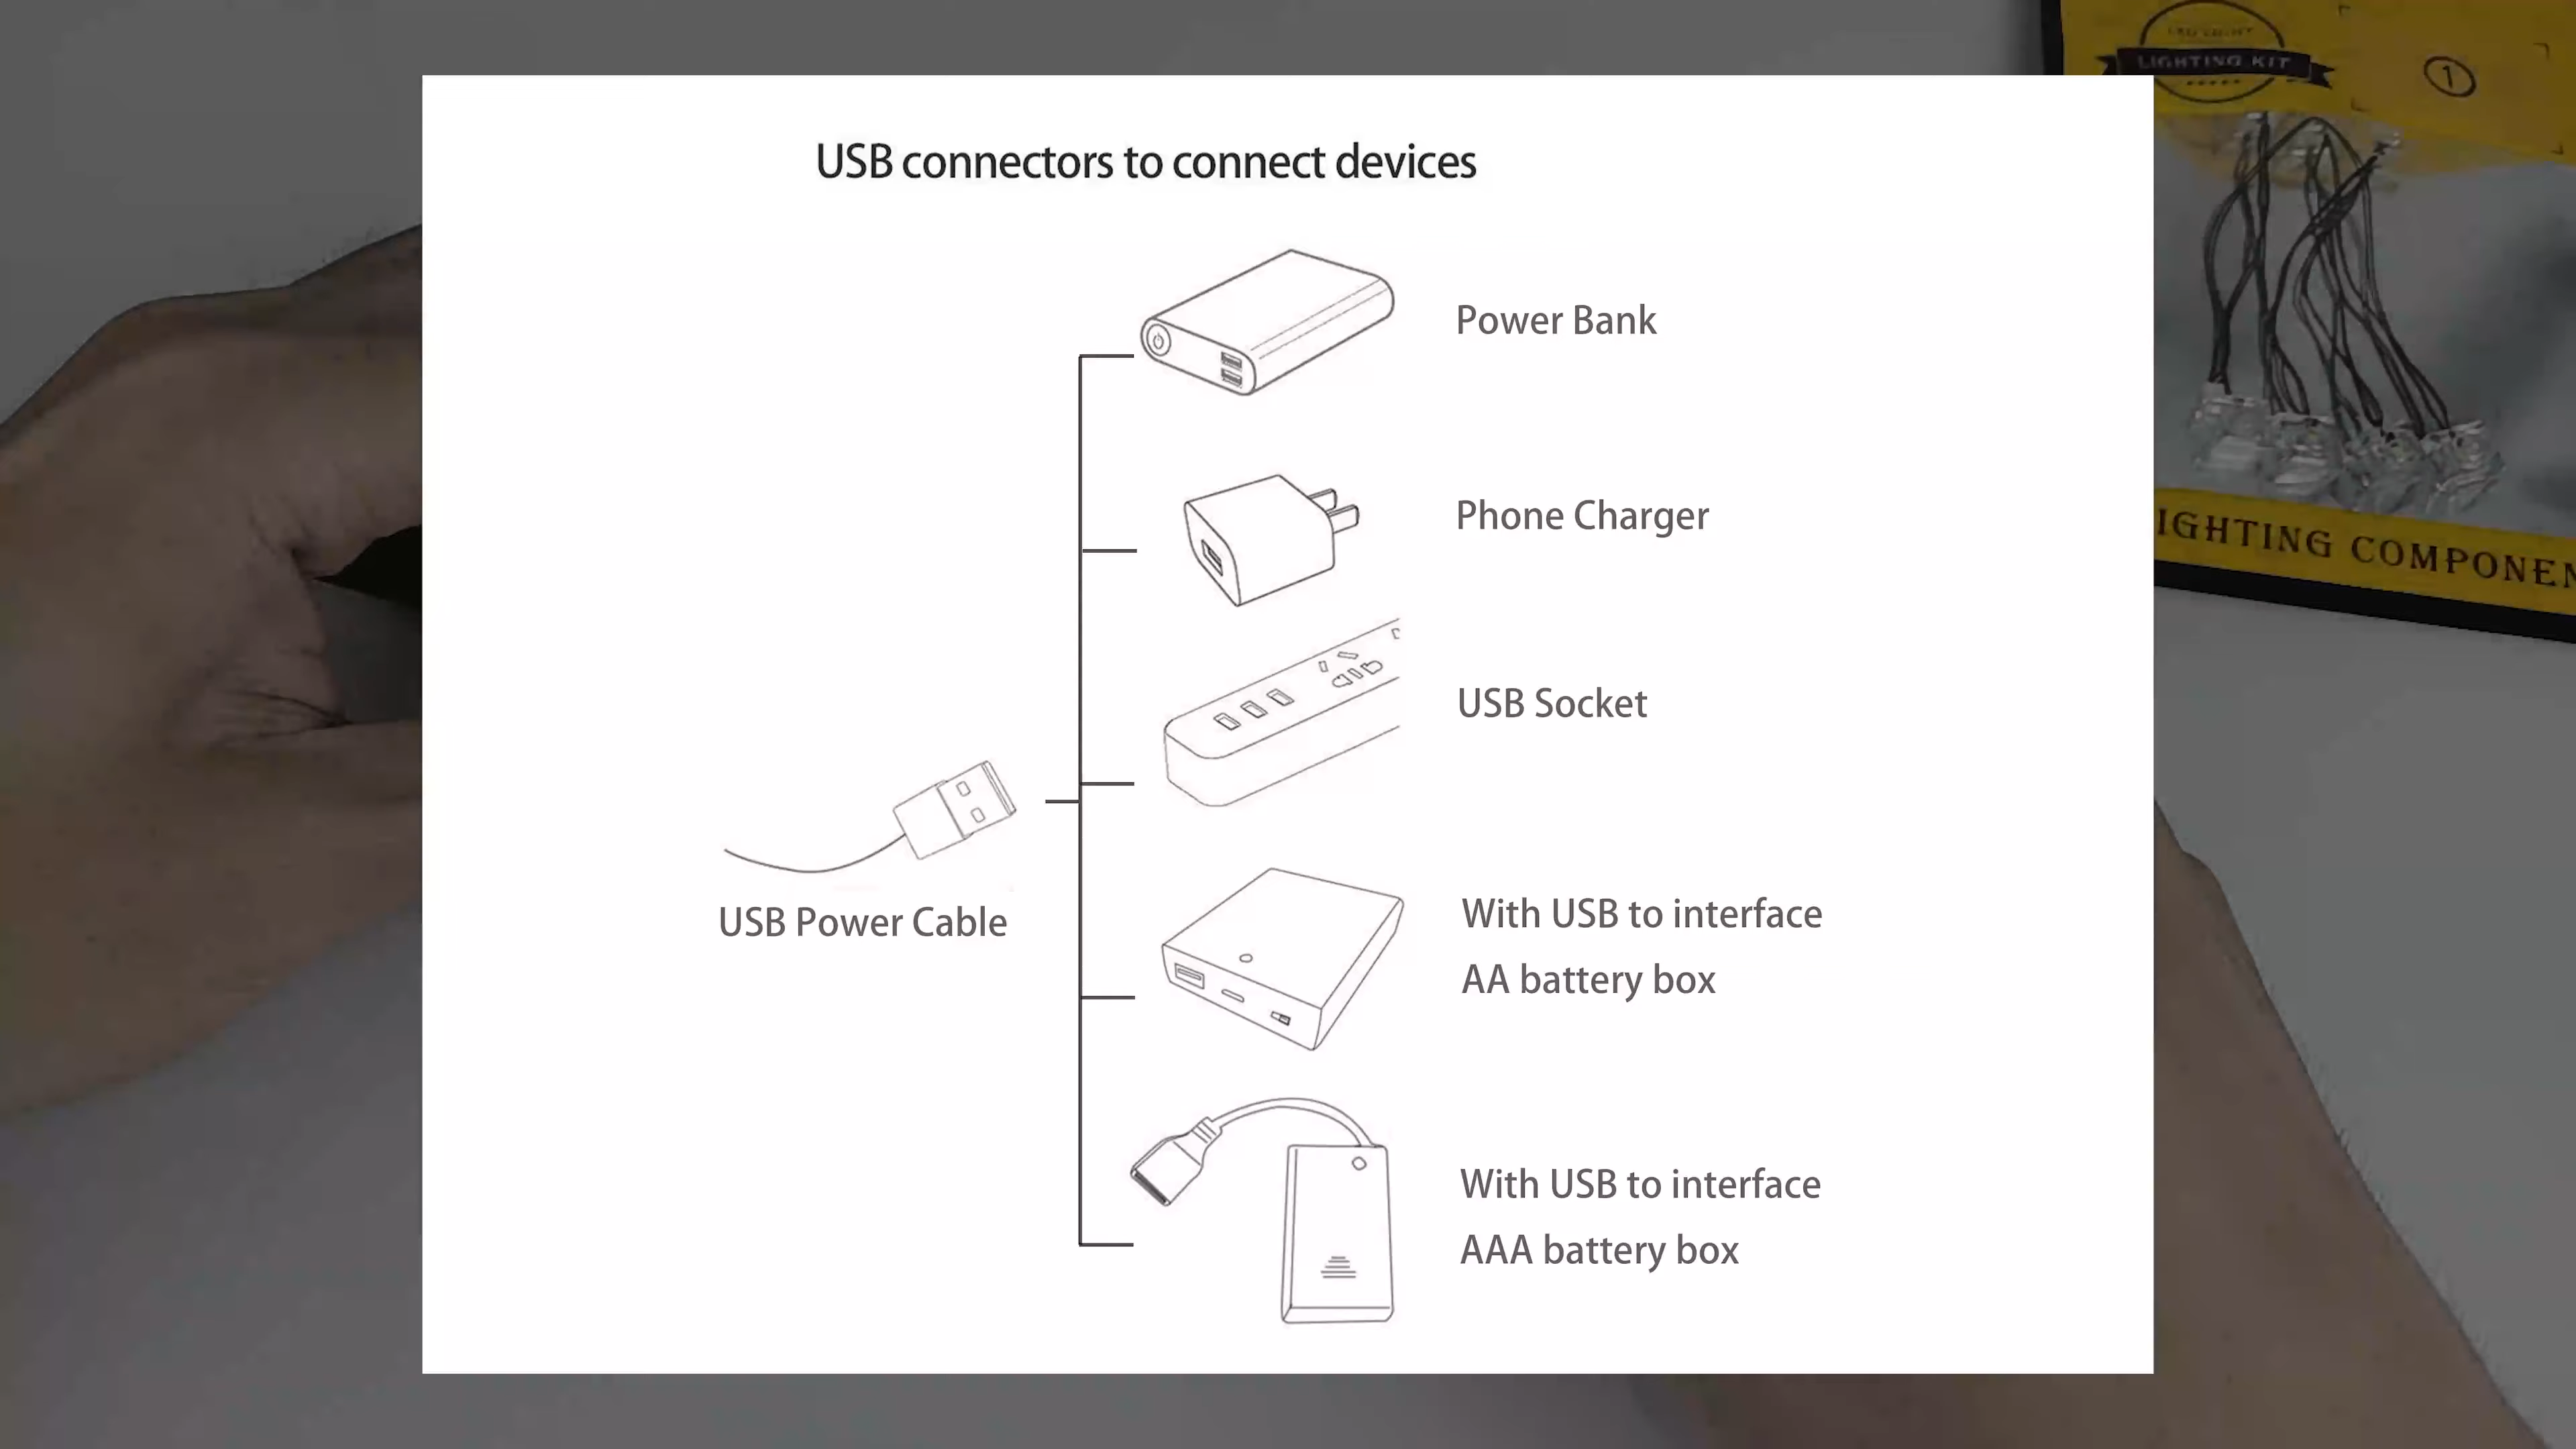 USB connectors to connect devices
Power Bank
Phone Charger
USB Socket
USB Power Cable
With USB to interface
AA battery box
With USB to interface
AAA battery box
LIGHTING KIT
1
IGHTING COMPONEN